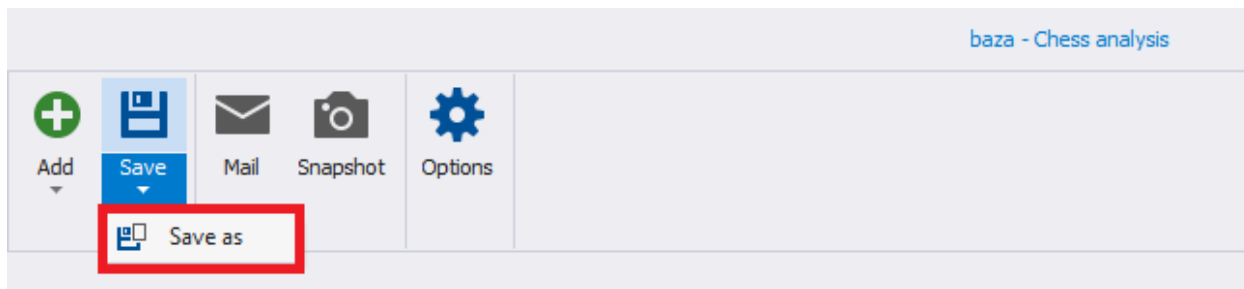 baza - Chess analysis
Add
Save
Mail
Snapshot
Options
Save as